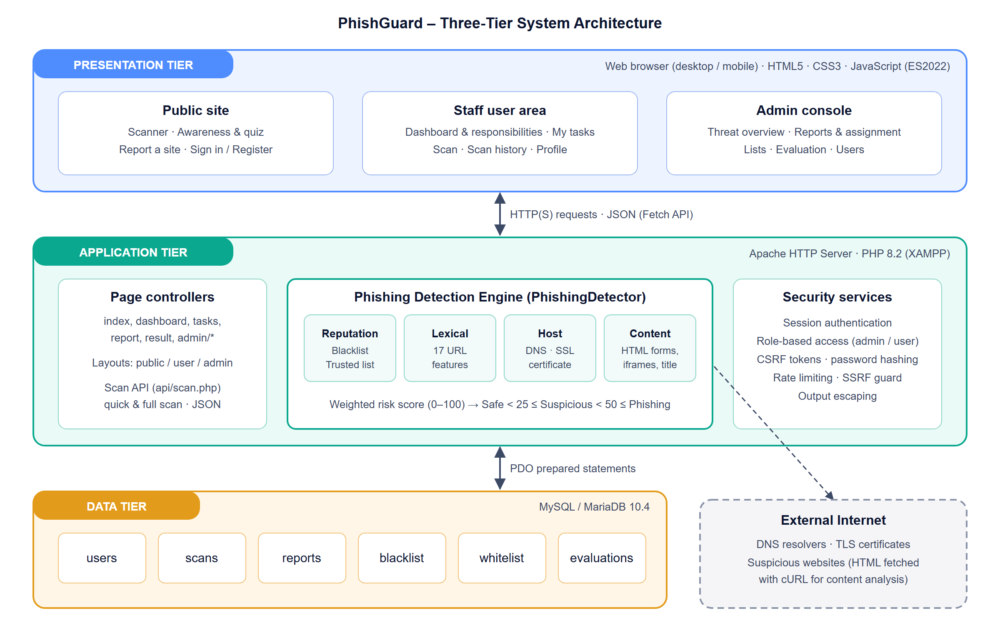 PhishGuard – Three-Tier System Architecture
PRESENTATION TIER
Web browser (desktop / mobile) · HTML5 · CSS3 · JavaScript (ES2022)
Public site
Scanner · Awareness & quiz
Report a site · Sign in / Register
Staff user area
Dashboard & responsibilities · My tasks
Scan · Scan history · Profile
Admin console
Threat overview · Reports & assignment
Lists · Evaluation · Users
HTTP(S) requests · JSON (Fetch API)
APPLICATION TIER
Apache HTTP Server · PHP 8.2 (XAMPP)
Page controllers
index, dashboard, tasks,
report, result, admin/*
Layouts: public / user / admin
Scan API (api/scan.php)
quick & full scan · JSON
Phishing Detection Engine (PhishingDetector)
Reputation
Blacklist
Trusted list
Lexical
17 URL
features
Host
DNS · SSL
certificate
Content
HTML forms,
iframes, title
Weighted risk score (0–100) → Safe < 25 ≤ Suspicious < 50 ≤ Phishing
Security services
Session authentication
Role-based access (admin / user)
CSRF tokens · password hashing
Rate limiting · SSRF guard
Output escaping
PDO prepared statements
DATA TIER
MySQL / MariaDB 10.4
users
scans
reports
blacklist
whitelist
evaluations
External Internet
DNS resolvers · TLS certificates
Suspicious websites (HTML fetched
with cURL for content analysis)